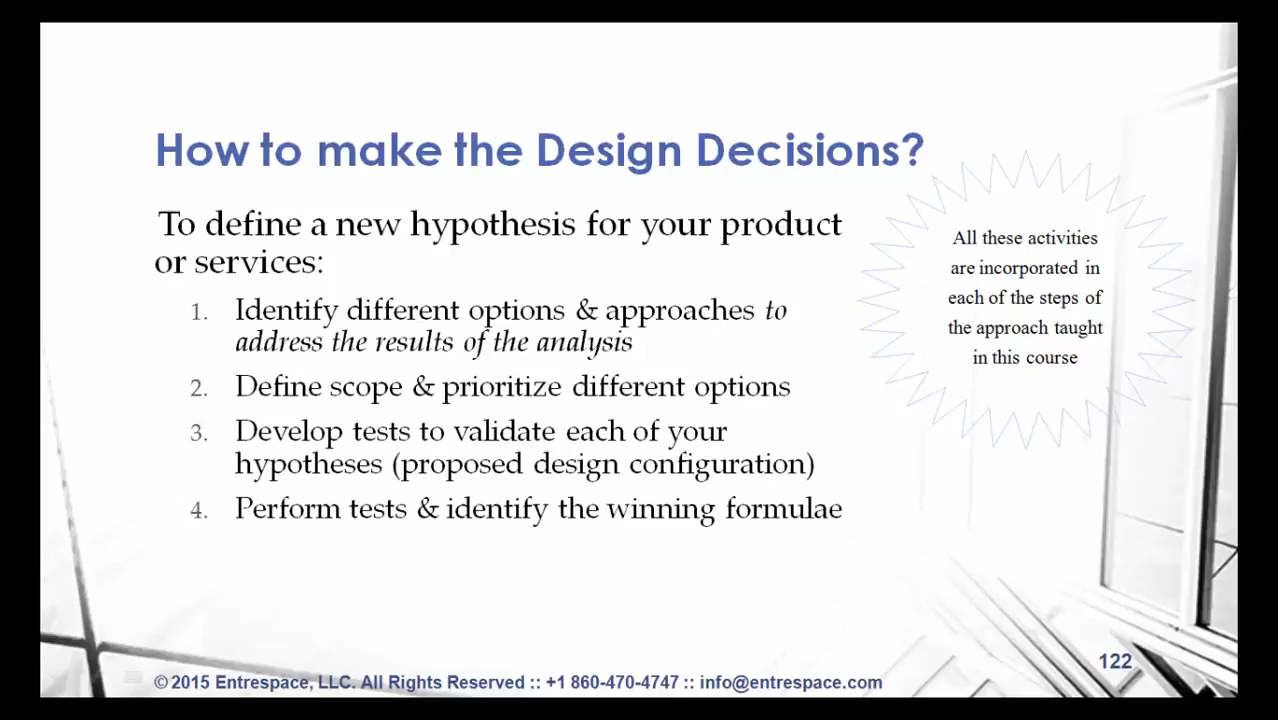 How to make the Design Decisions?
To define a new hypothesis for your product
or services:
1. Identify different options & approaches to
address the results of the analysis
2. Define scope & prioritize different options
3. Develop tests to validate each of your
hypotheses (proposed design configuration)
4. Perform tests & identify the winning formulae
All these activities
are incorporated in
each of the steps of
the approach taught
in this course
122
© 2015 Entrespace, LLC. All Rights Reserved :: +1 860-470-4747 :: info@entrespace.com